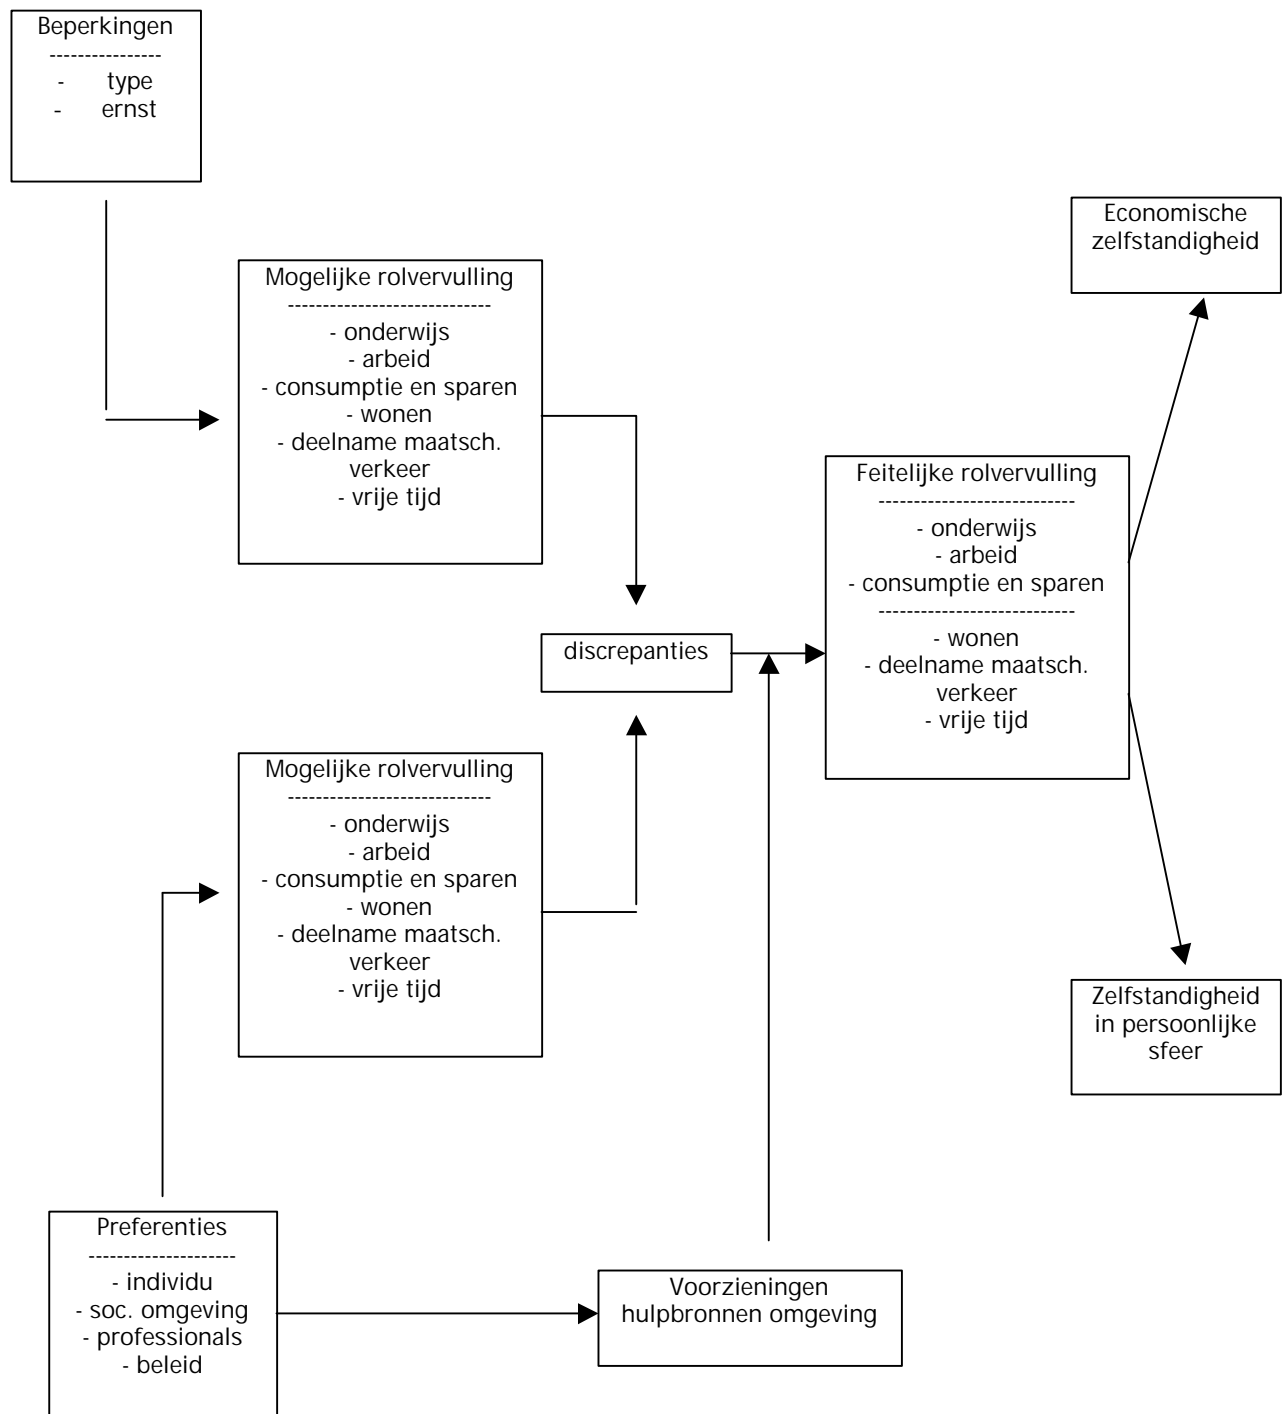 Beperkingen
----------------
- type
- ernst
Economische
zelfstandigheid
Mogelijke rolvervulling
-----------------------------
- onderwijs
- arbeid
- consumptie en sparen
- wonen
- deelname maatsch.
verkeer
- vrije tijd
Feitelijke rolvervulling
----------------------------
- onderwijs
- arbeid
- consumptie en sparen
----------------------------
- wonen
- deelname maatsch.
verkeer
- vrije tijd
discrepanties
Mogelijke rolvervulling
-----------------------------
- onderwijs
- arbeid
- consumptie en sparen
- wonen
- deelname maatsch.
verkeer
- vrije tijd
Zelfstandigheid
in persoonlijke
sfeer
Preferenties
---------------------
- individu
- soc. omgeving
- professionals
- beleid
Voorzieningen
hulpbronnen omgeving